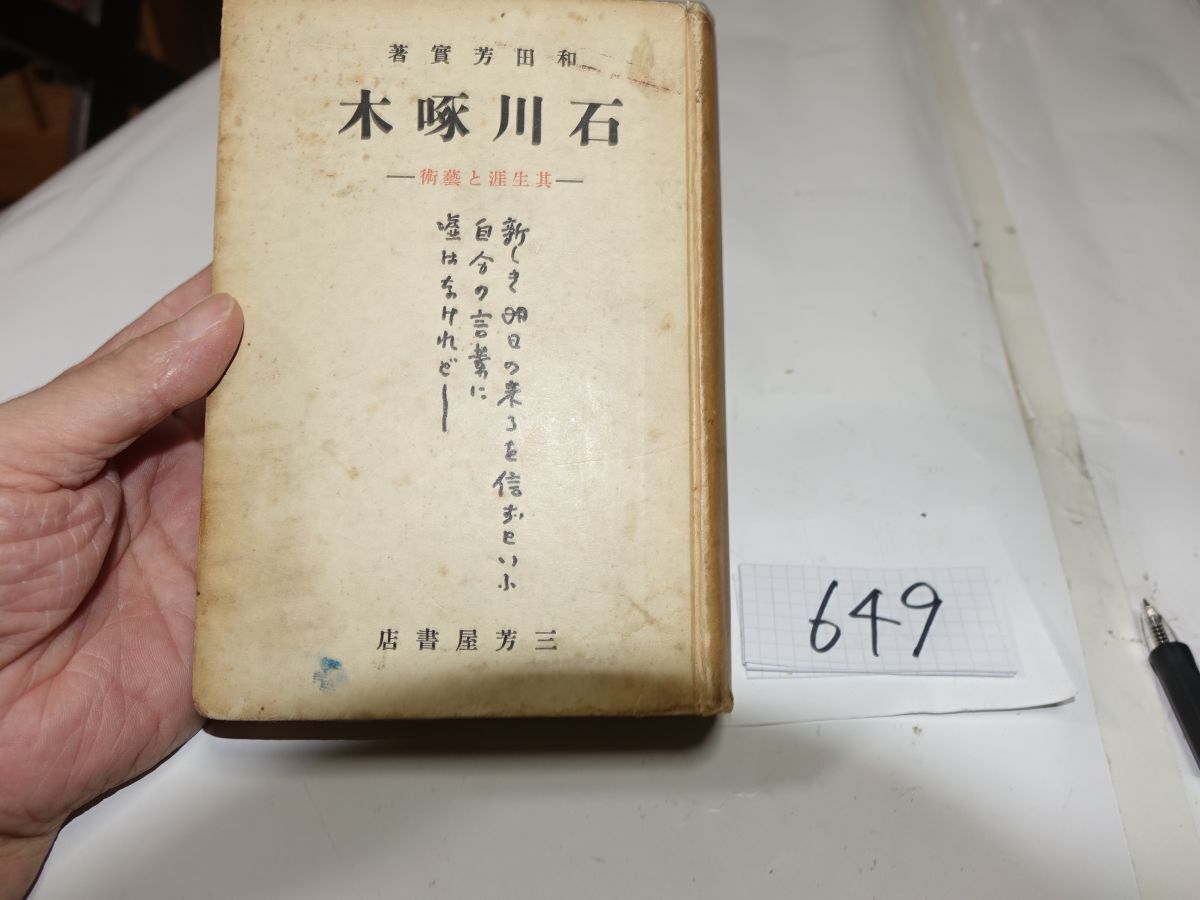 和田芳實著
石川啄木
―其生涯と藝術―
新しき明日の来るを信ずといふ
自分の言葉に
嘘はなけれど―
三芳屋書店
649